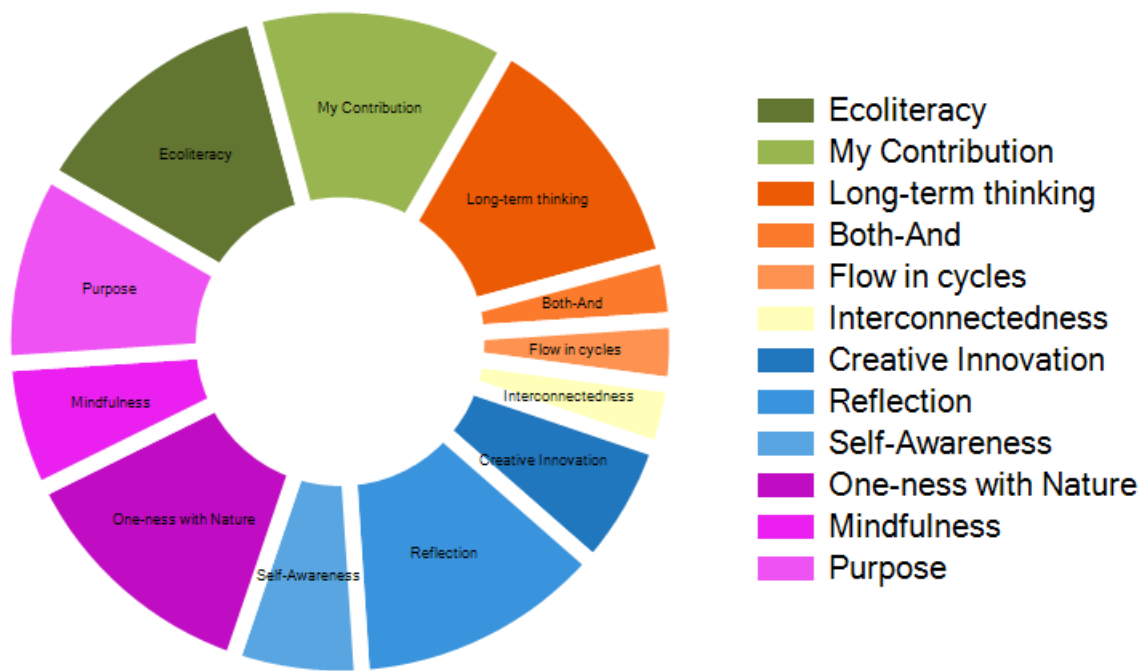 My Contribution
Ecoliteracy
Long-term thinking
Purpose
Both-And
Flow in cycles
Mindfulness
Interconnectedness
Creative Innovation
One-ness with Nature
Reflection
Self-Awareness
Ecoliteracy
My Contribution
Long-term thinking
Both-And
Flow in cycles
Interconnectedness
Creative Innovation
Reflection
Self-Awareness
One-ness with Nature
Mindfulness
Purpose